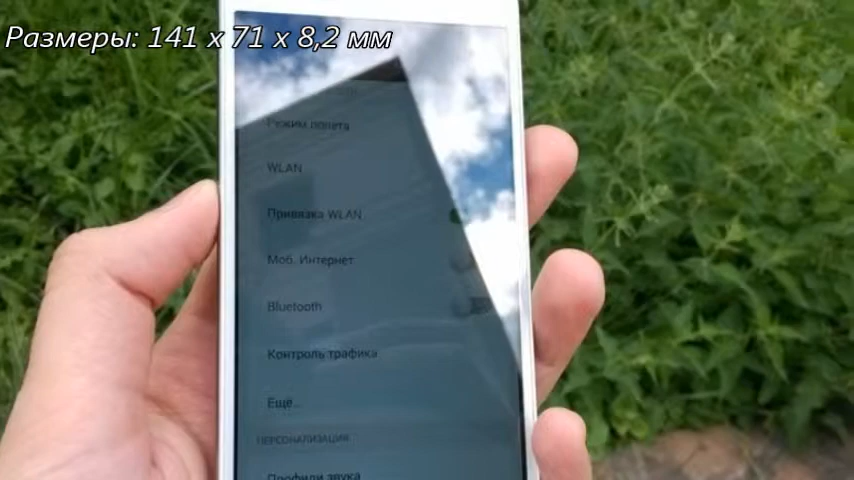 Размеры: 141 x 71 x 8,2 мм
Режим полета
WLAN
Привязка WLAN
Моб. Интернет
Bluetooth
Контроль трафика
Ещё...
ПЕРСОНАЛИЗАЦИЯ
Профили звука